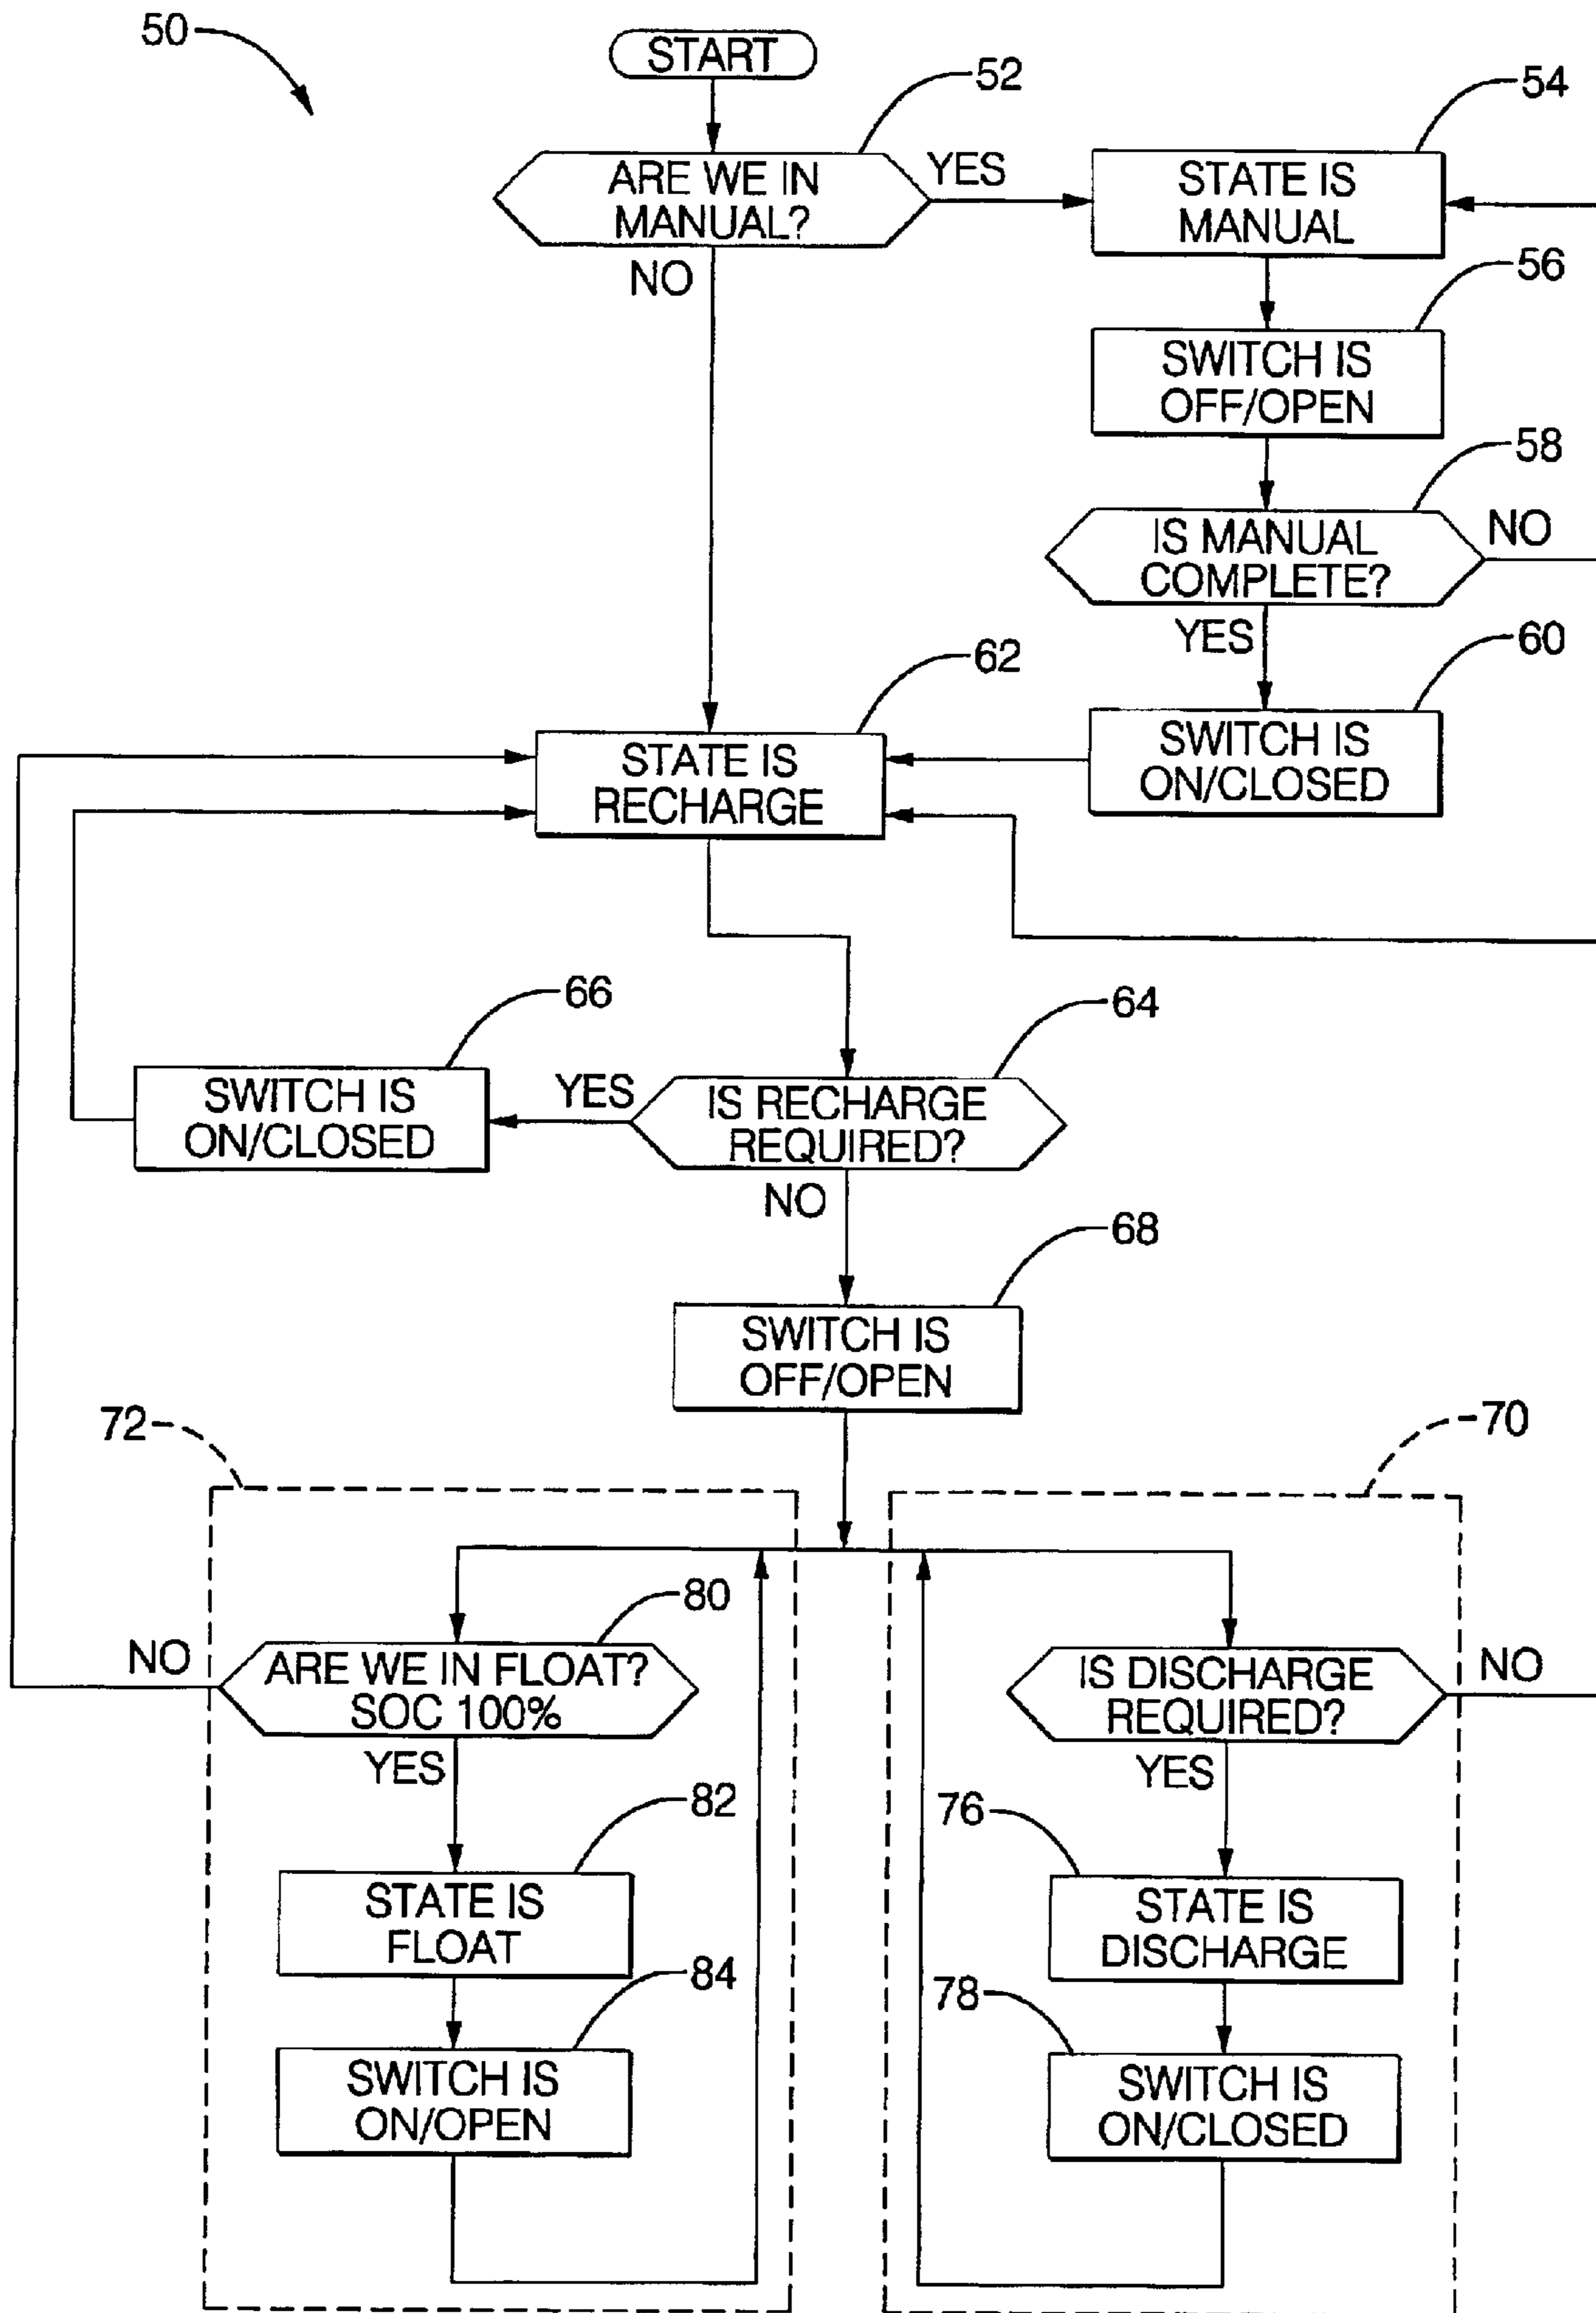 50
START
52
ARE WE IN
MANUAL?
YES
NO
54
STATE IS
MANUAL
56
SWITCH IS
OFF/OPEN
58
IS MANUAL
COMPLETE?
NO
YES
60
SWITCH IS
ON/CLOSED
62
STATE IS
RECHARGE
64
IS RECHARGE
REQUIRED?
YES
NO
66
SWITCH IS
ON/CLOSED
68
SWITCH IS
OFF/OPEN
72
70
80
NO
ARE WE IN FLOAT?
SOC 100%
YES
82
STATE IS
FLOAT
84
SWITCH IS
ON/OPEN
IS DISCHARGE
REQUIRED?
NO
YES
76
STATE IS
DISCHARGE
78
SWITCH IS
ON/CLOSED